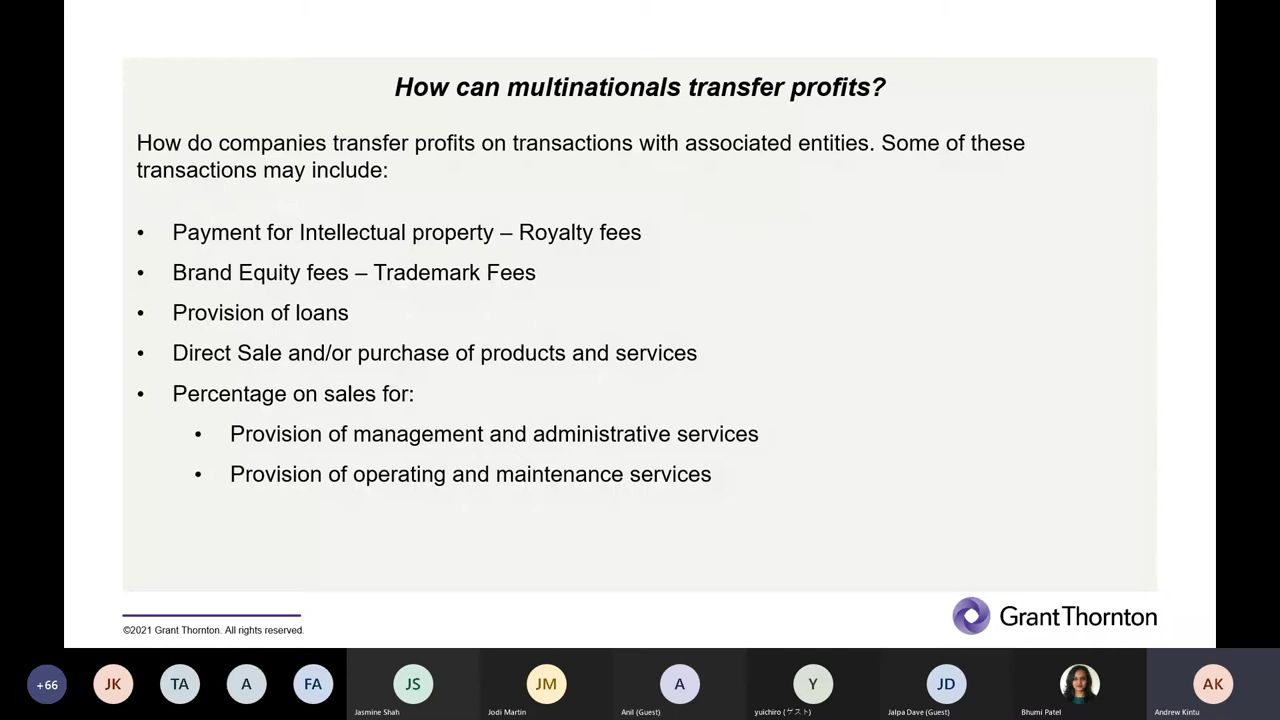 How can multinationals transfer profits?
How do companies transfer profits on transactions with associated entities. Some of these
transactions may include:
• Payment for Intellectual property – Royalty fees
• Brand Equity fees – Trademark Fees
• Provision of loans
• Direct Sale and/or purchase of products and services
• Percentage on sales for:
• Provision of management and administrative services
• Provision of operating and maintenance services
©2021 Grant Thornton. All rights reserved.
GrantThornton
+66 JK TA A FA JS JM A Y JD AK
Jasmine Shah Jodi Martin Anil (Guest) yuichiro (ゲスト) Jalpa Dave (Guest) Bhumi Patel Andrew Kintu